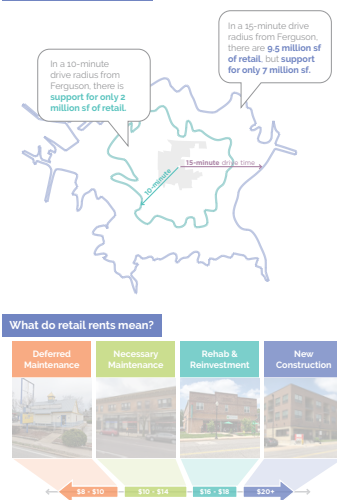 In a 15-minute drive
radius from Ferguson,
there are 9.5 million sf
of retail, but support
for only 7 million sf.
In a 10-minute
drive radius from
Ferguson, there is
support for only 2
million sf of retail.
15-minute drive time
10-minute
What do retail rents mean?
Deferred
Maintenance
Necessary
Maintenance
Rehab &
Reinvestment
New
Construction
$8 - $10
$10 - $14
$16 - $18
$20+